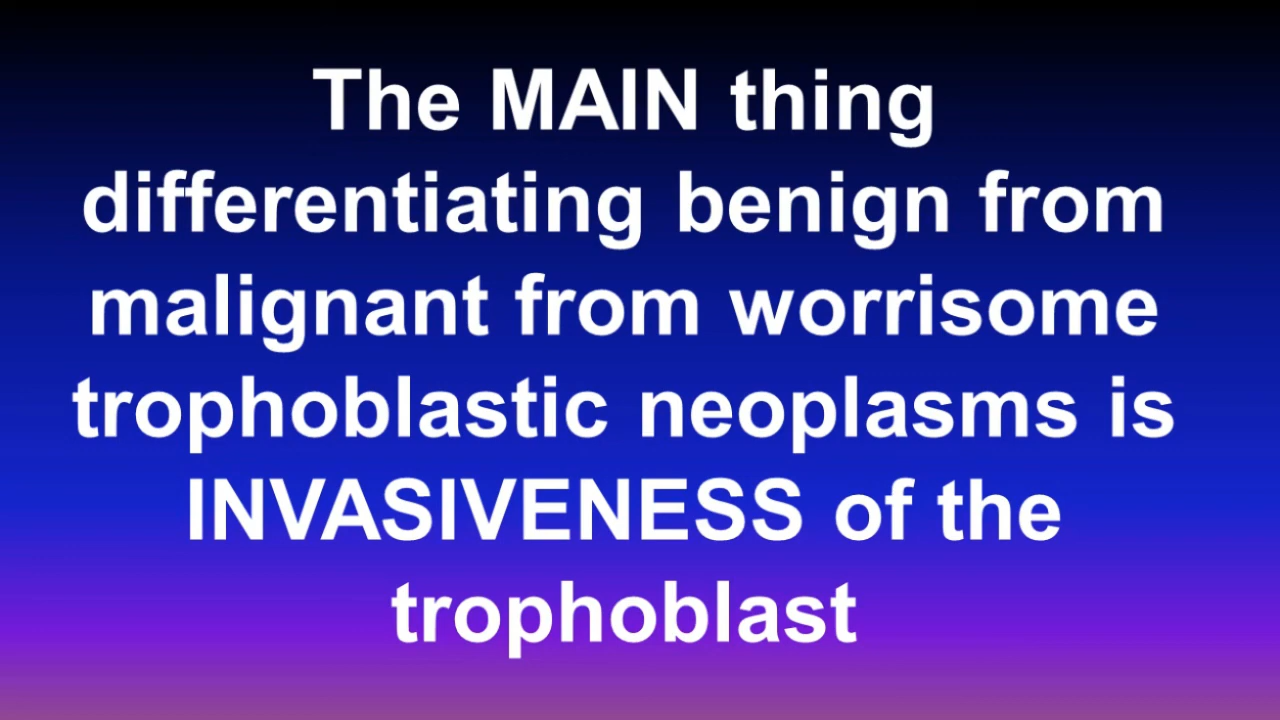 The MAIN thing
differentiating benign from
malignant from worrisome
trophoblastic neoplasms is
INVASIVENESS of the
trophoblast